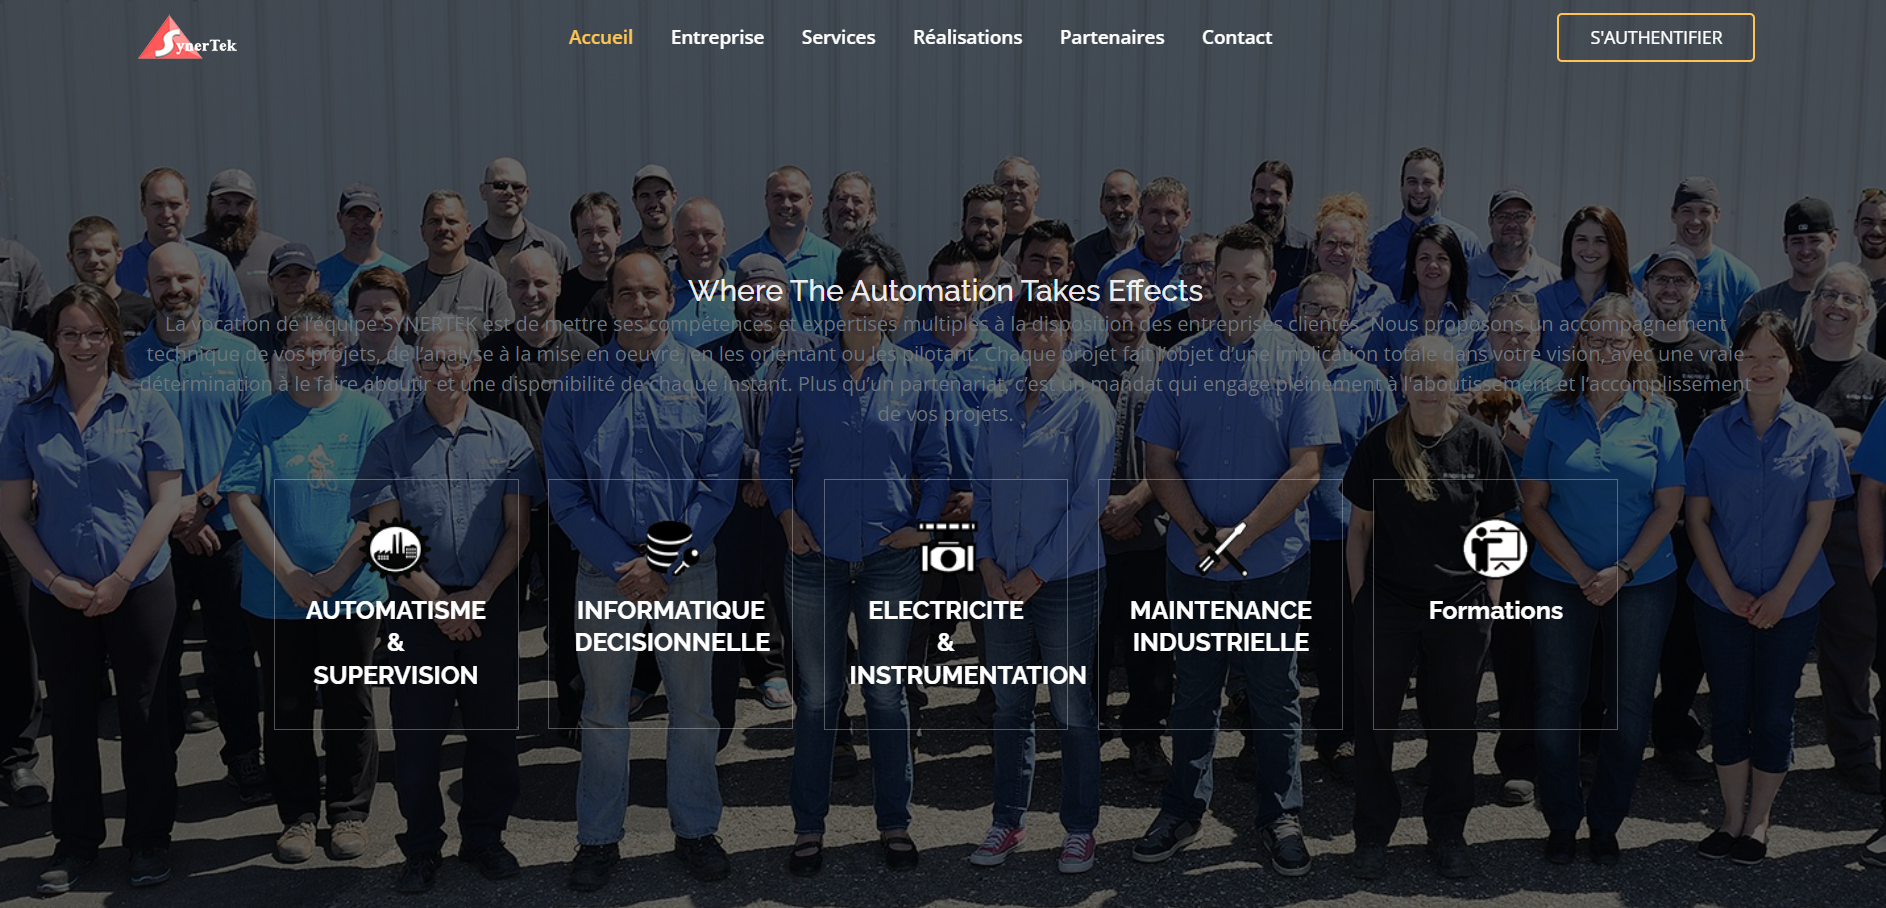 SynerTek
Accueil
Entreprise
Services
Réalisations
Partenaires
Contact
S'AUTHENTIFIER
Where The Automation Takes Effects
La vocation de l'équipe SYNERTEK est de mettre ses compétences et expertises multiples à la disposition des entreprises clientes. Nous proposons un accompagnement
technique de vos projets, de l'analyse à la mise en oeuvre, en les orientant ou les pilotant. Chaque projet fait l'objet d'une implication totale dans votre vision, avec une vraie
détermination à le faire aboutir et une disponibilité de chaque instant. Plus qu'un partenariat, c'est un mandat qui engage pleinement à l'aboutissement et l'accomplissement
de vos projets.
AUTOMATISME
&
SUPERVISION
INFORMATIQUE
DECISIONNELLE
ELECTRICITE
&
INSTRUMENTATION
MAINTENANCE
INDUSTRIELLE
Formations